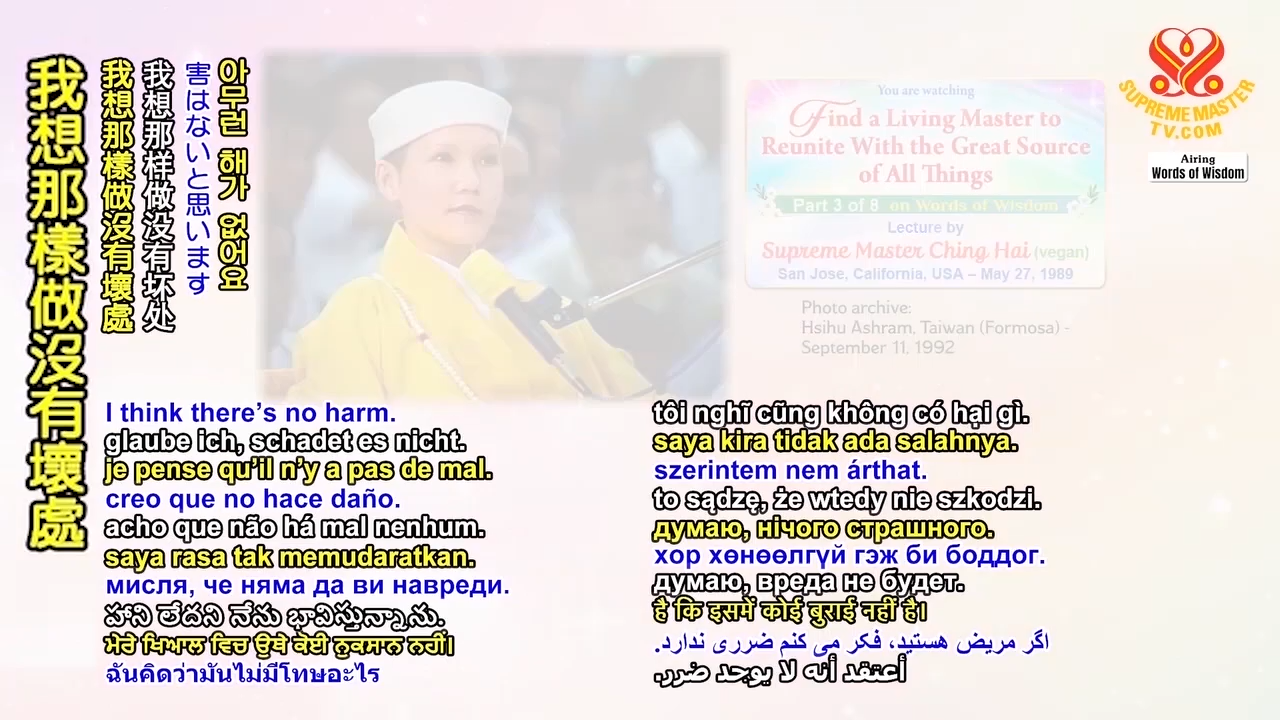 我想那樣做沒有壞處
我想那樣做沒有壞處
我想那样做没有坏处
害はないと思います
아무런 해가 없어요
You are watching
Find a Living Master to
Reunite With the Great Source
of All Things
Part 3 of 8 on Words of Wisdom
Lecture by
Supreme Master Ching Hai (vegan)
San Jose, California, USA – May 27, 1989
Photo archive:
Hsihu Ashram, Taiwan (Formosa) -
September 11, 1992
SUPREME MASTER
TV.COM
Airing
Words of Wisdom
I think there’s no harm.
glaube ich, schadet es nicht.
je pense qu’il n’y a pas de mal.
creo que no hace daño.
acho que não há mal nenhum.
saya rasa tak memudaratkan.
мисля, че няма да ви навреди.
హాని లేదని నేను భావిస్తున్నాను.
ਮੇਰੇ ਖਿਆਲ ਵਿਚ ਉਥੇ ਕੋਈ ਨੁਕਸਾਨ ਨਹੀਂ।
ฉันคิดว่ามันไม่มีโทษอะไร
tôi nghĩ cũng không có hại gì.
saya kira tidak ada salahnya.
szerintem nem árthat.
to sądzę, że wtedy nie szkodzi.
думаю, нічого страшного.
хор хөнөөлгүй гэж би боддог.
думаю, вреда не будет.
है कि इसमें कोई बुराई नहीं है।
اگر مریض هستید، فکر می کنم ضرری ندارد.
أعتقد أنه لا يوجد ضرر.